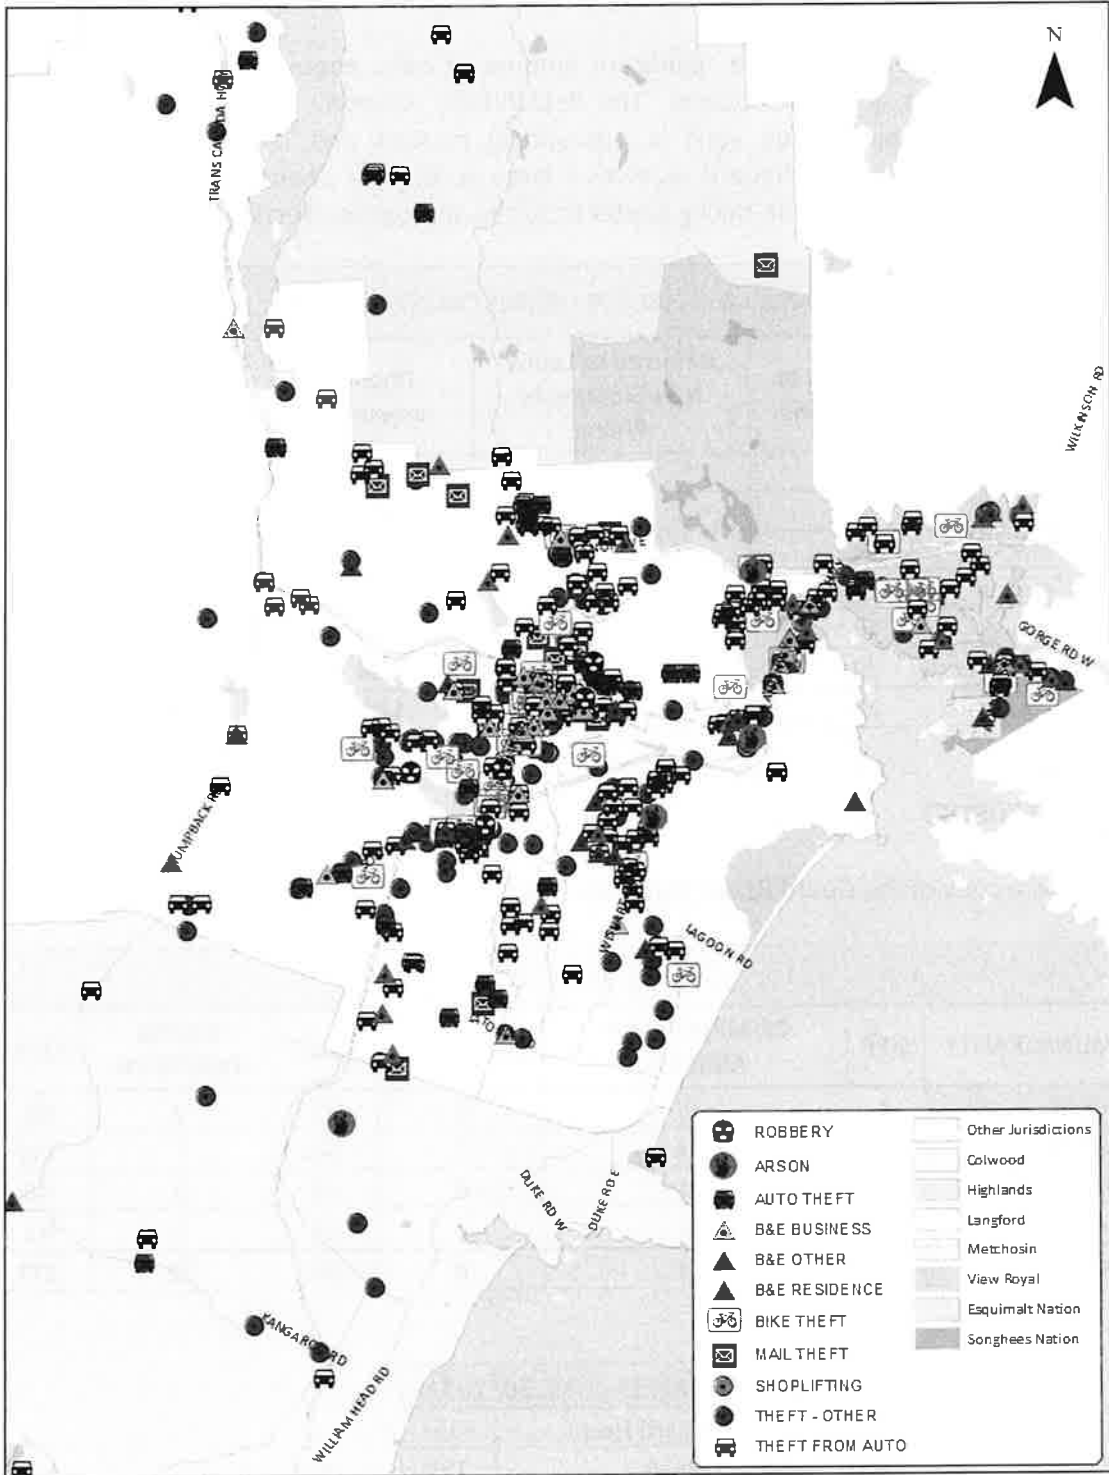 N
TRANS CANADA H
WILKINSON RD
GORGE RD W
UMPBACK R
LAGOON RD
DUKE RD W
DUKE RD E
RD
WILLIAM HEAD RD
ROBBERY
ARSON
AUTO THEFT
B&E BUSINESS
B&E OTHER
B&E RESIDENCE
BIKE THEFT
MAIL THEFT
SHOPLIFTING
THEFT - OTHER
THEFT FROM AUTO
Other Jurisdictions
Colwood
Highlands
Langford
Metchosin
View Royal
Esquimalt Nation
Songhees Nation